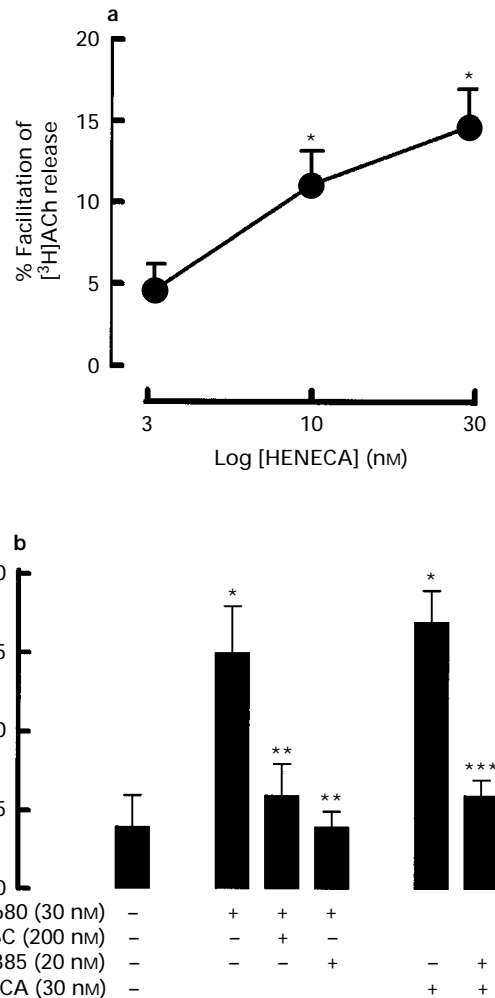 a
20
15
10
5
0
% Facilitation of
[³H]ACh release
*
*
3
10
30
Log [HENECA] (nM)
b
0
5
0
5
0
*
**
**
*
***
680 (30 nM) – + + +
C (200 nM) – – + –
385 (20 nM) – – – + – +
CA (30 nM) – + +